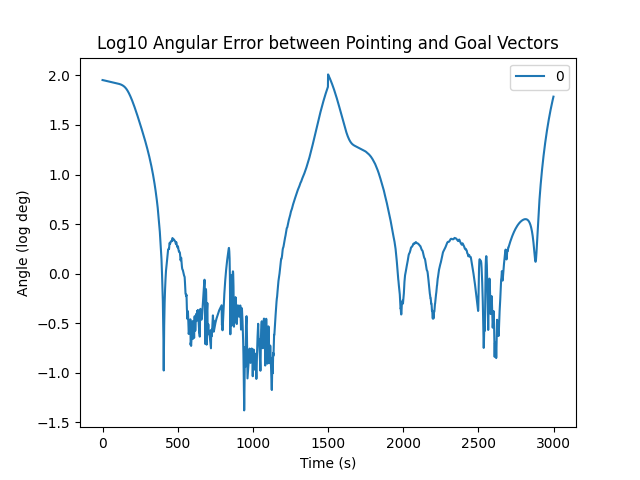 Log10 Angular Error between Pointing and Goal Vectors
0
2.0
1.5
1.0
0.5
0.0
−0.5
−1.0
−1.5
Angle (log deg)
0 500 1000 1500 2000 2500 3000
Time (s)